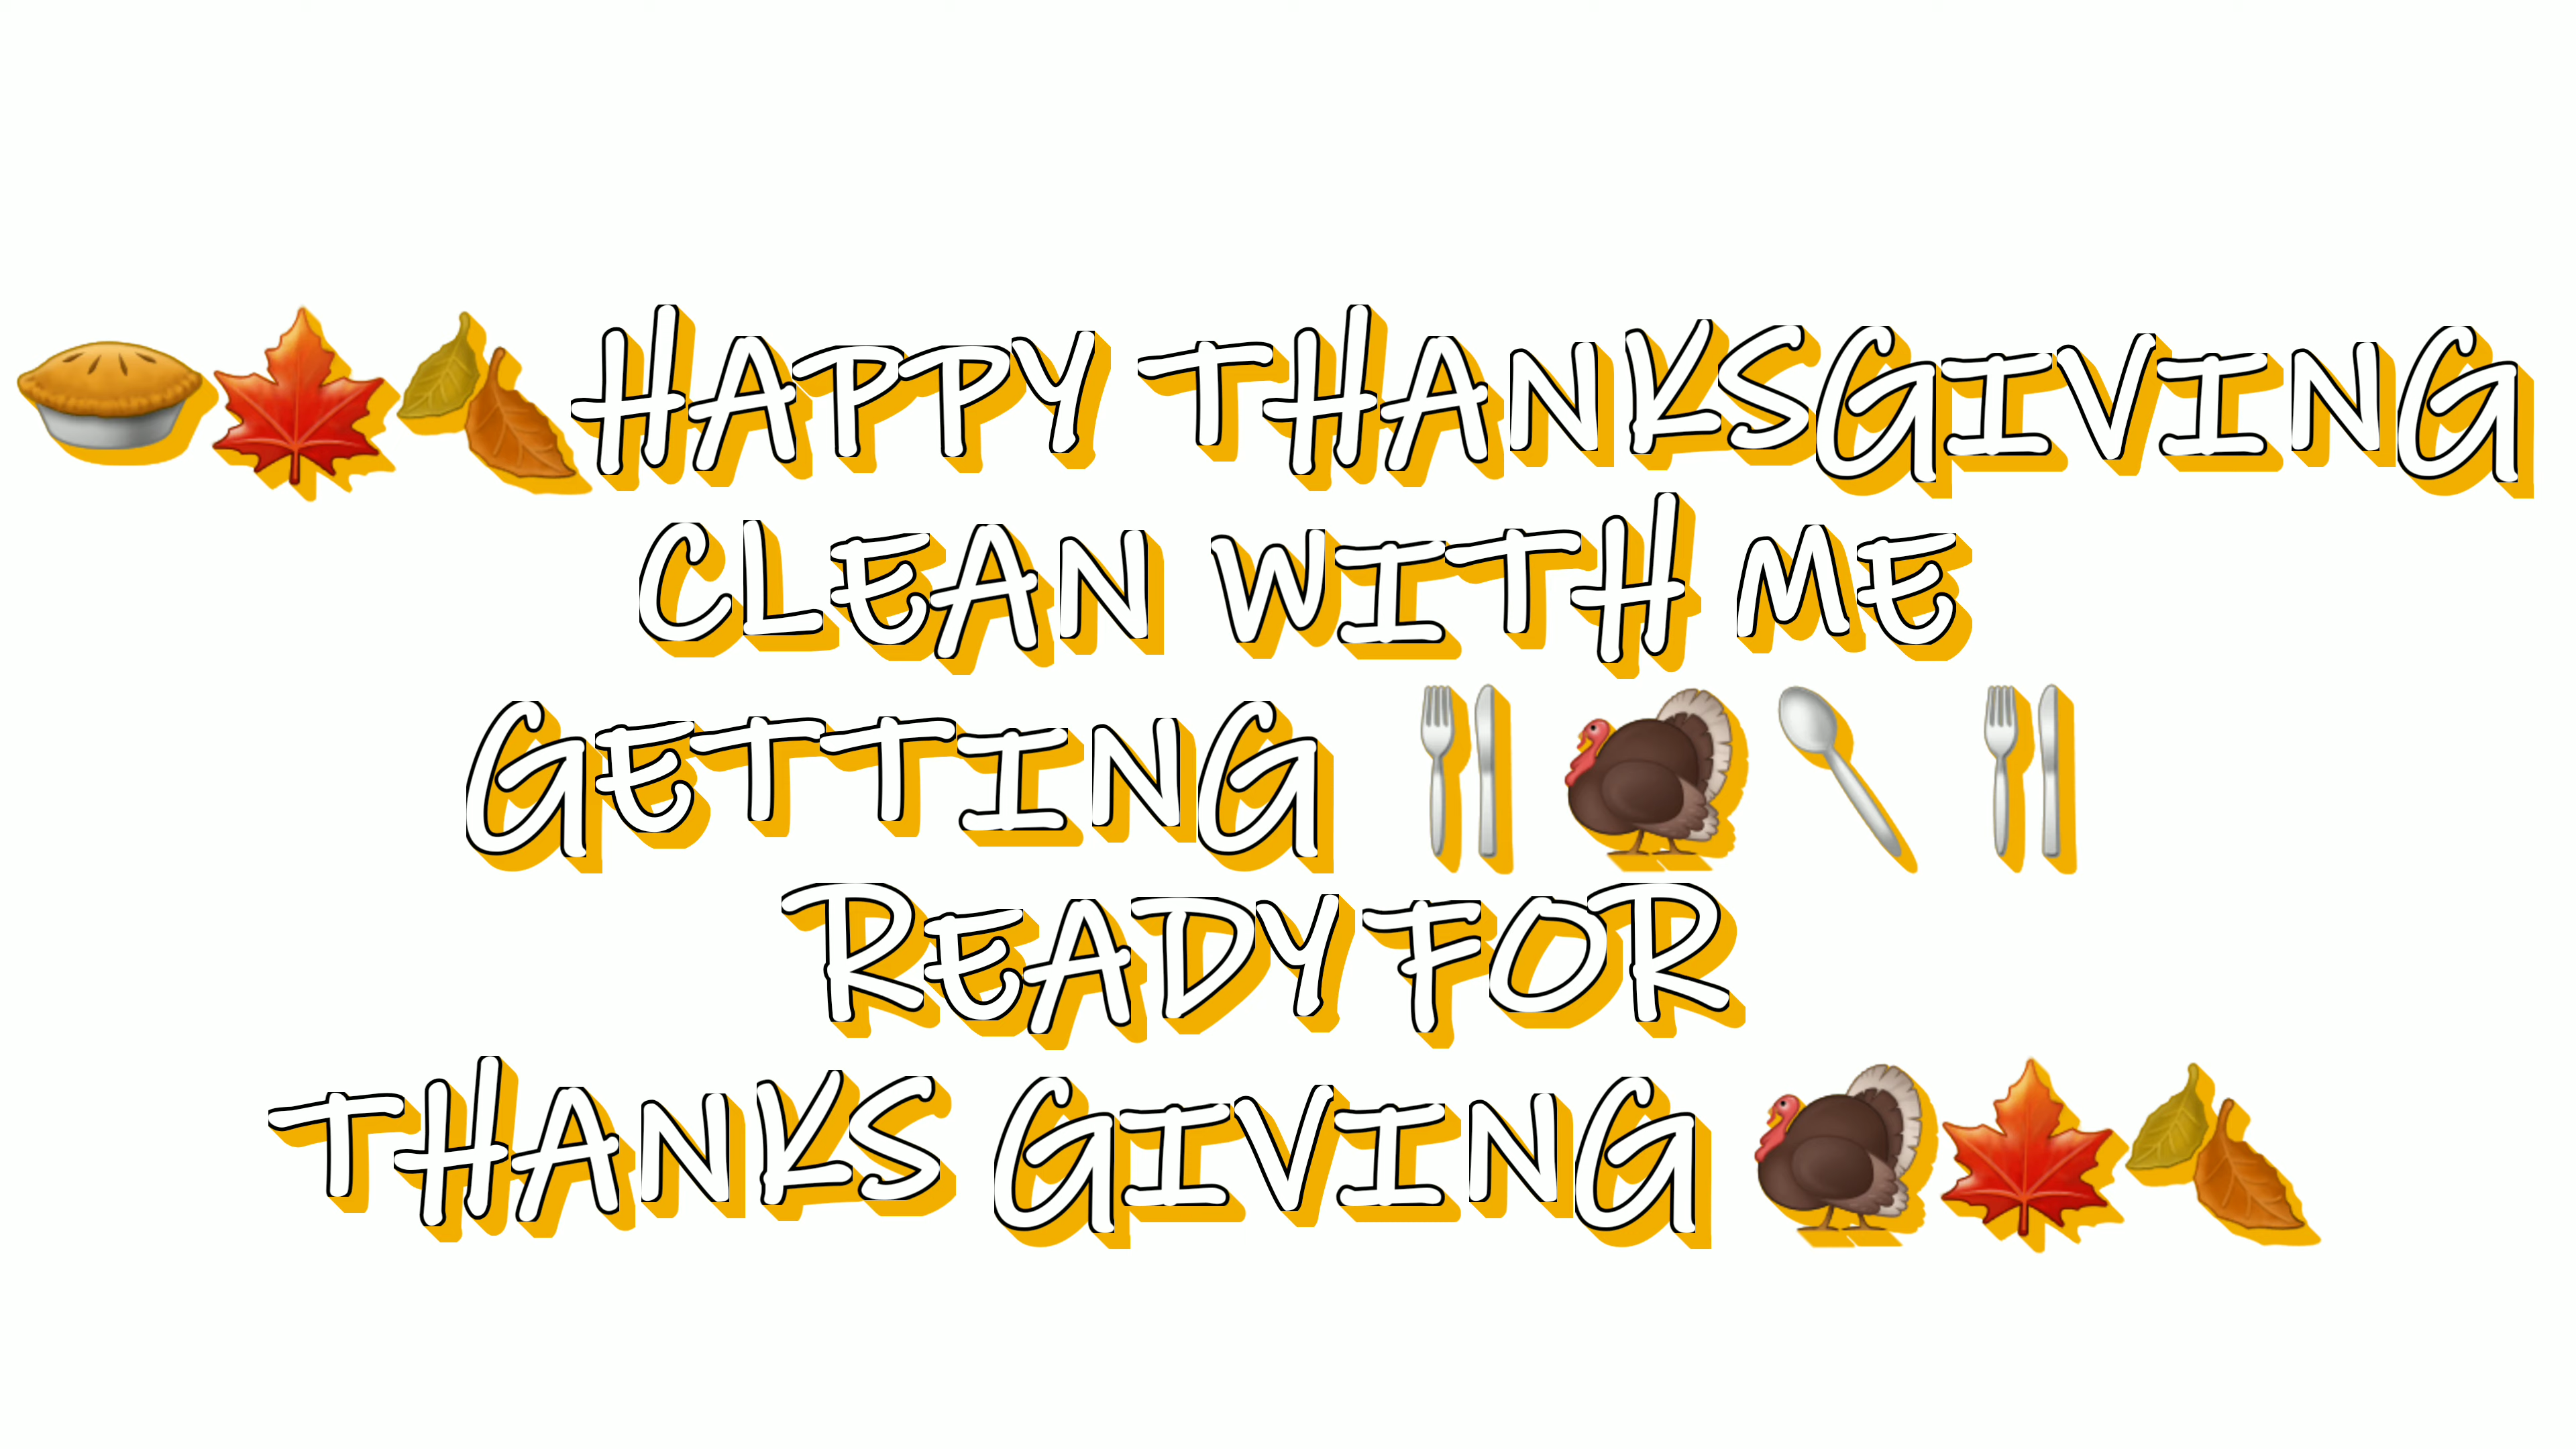 🥧🍁🍂HAPPY THANKSGIVING
CLEAN WITH ME
GETTING 🍴🦃🥄🍴
READY FOR
THANKS GIVING 🦃🍁🍂